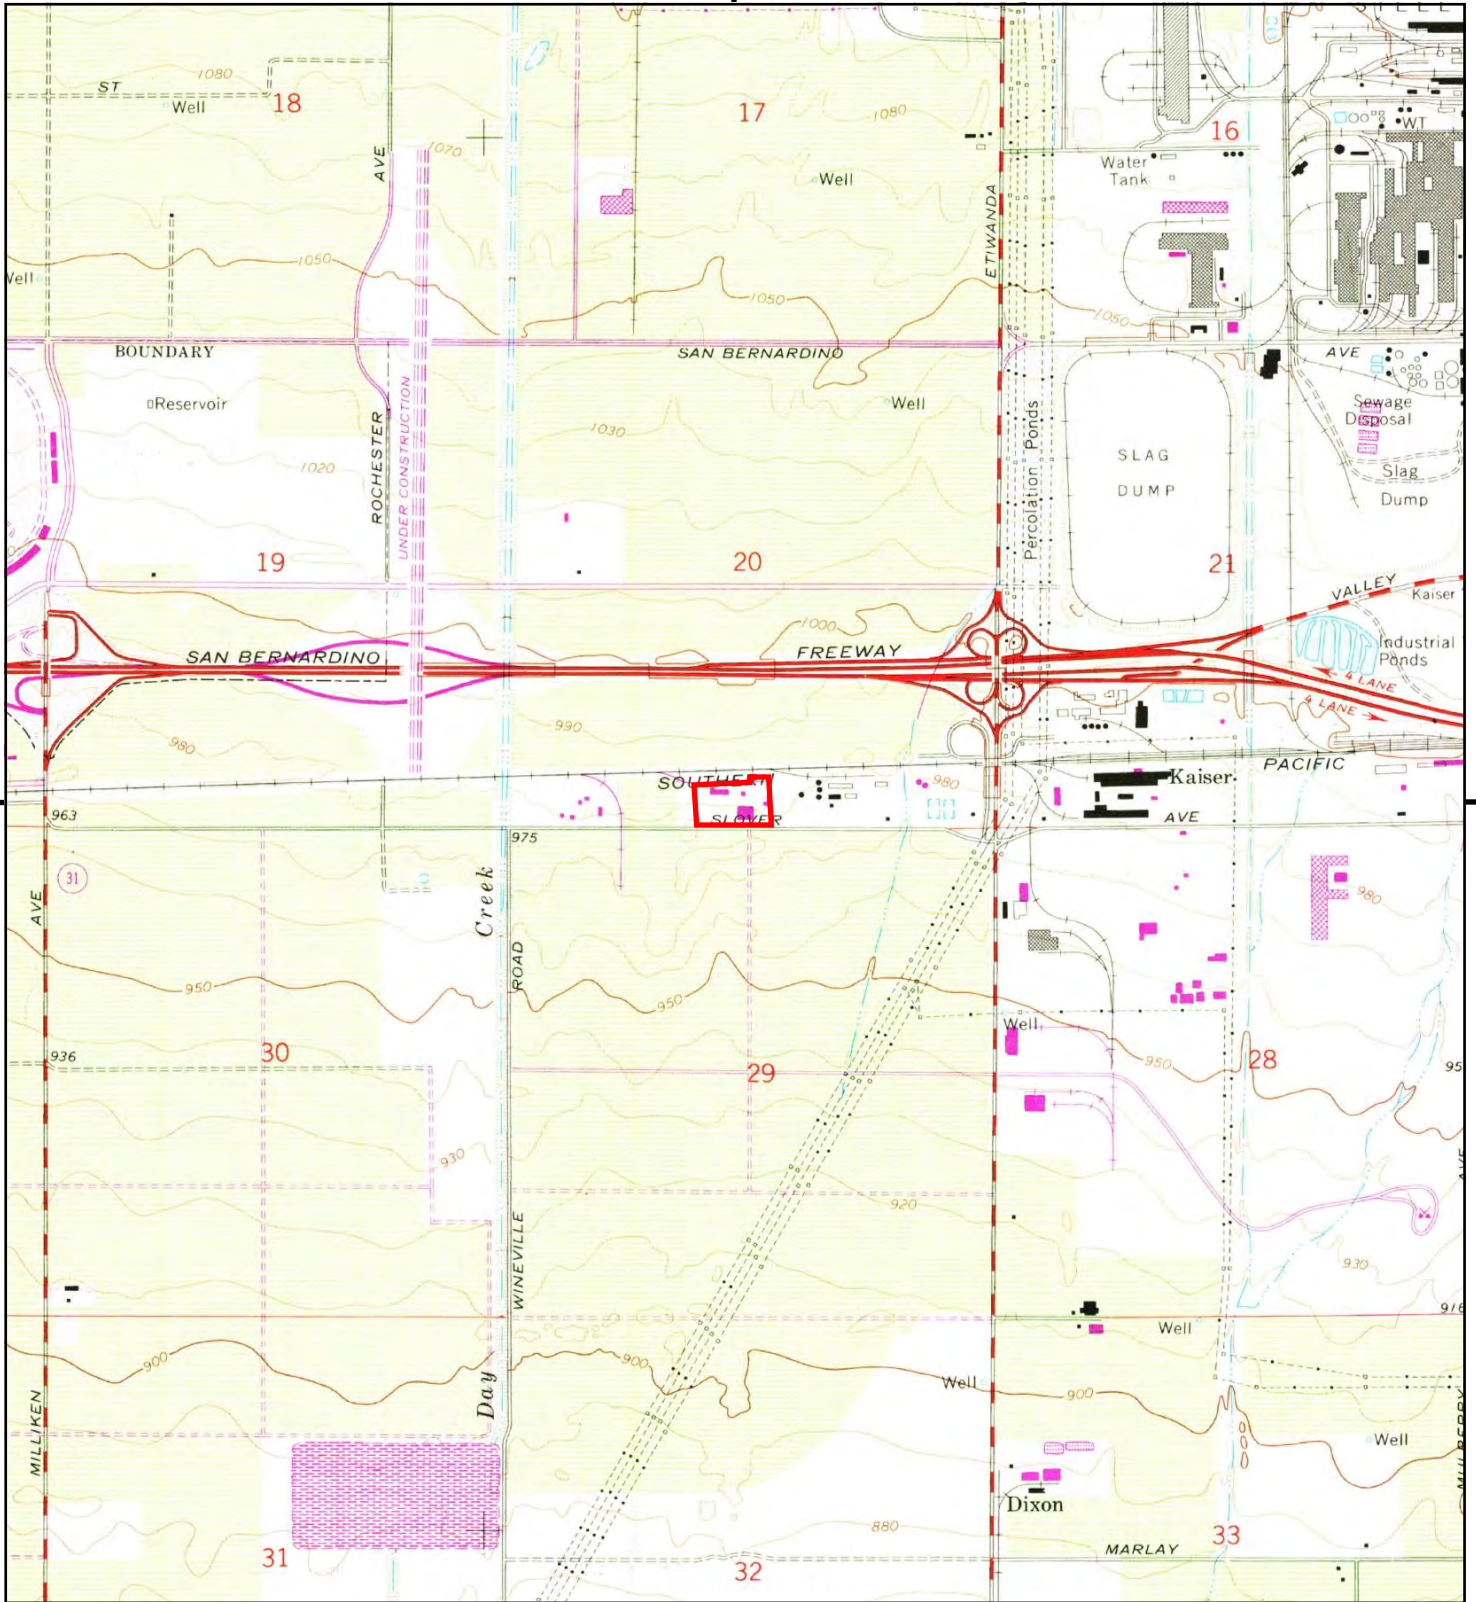 STEEL
1080
ST
Well
18
17
1080
16
WT
1070
AVE
Well
Water
Tank
ETIWANDA
1050
Well
1050
1050
BOUNDARY
SAN BERNARDINO
AVE
Reservoir
Well
Sewage
Disposal
1030
1020
ROCHESTER
UNDER CONSTRUCTION
Percolation Ponds
SLAG
DUMP
Slag
Dump
19
20
21
VALLEY
Kaiser
1000
SAN BERNARDINO
FREEWAY
Industrial
Ponds
4 LANE
4 LANE
990
980
SOUTHERN
980
Kaiser
PACIFIC
963
SLOVER
AVE
975
31
AVE
Creek
980
ROAD
950
950
Well
936
30
29
950
28
95
930
920
AVE
WINEVILLE
930
916
Well
900
900
Day
Well
900
MILLIKEN
Well
MULBERRY
Dixon
880
33
MARLAY
31
32